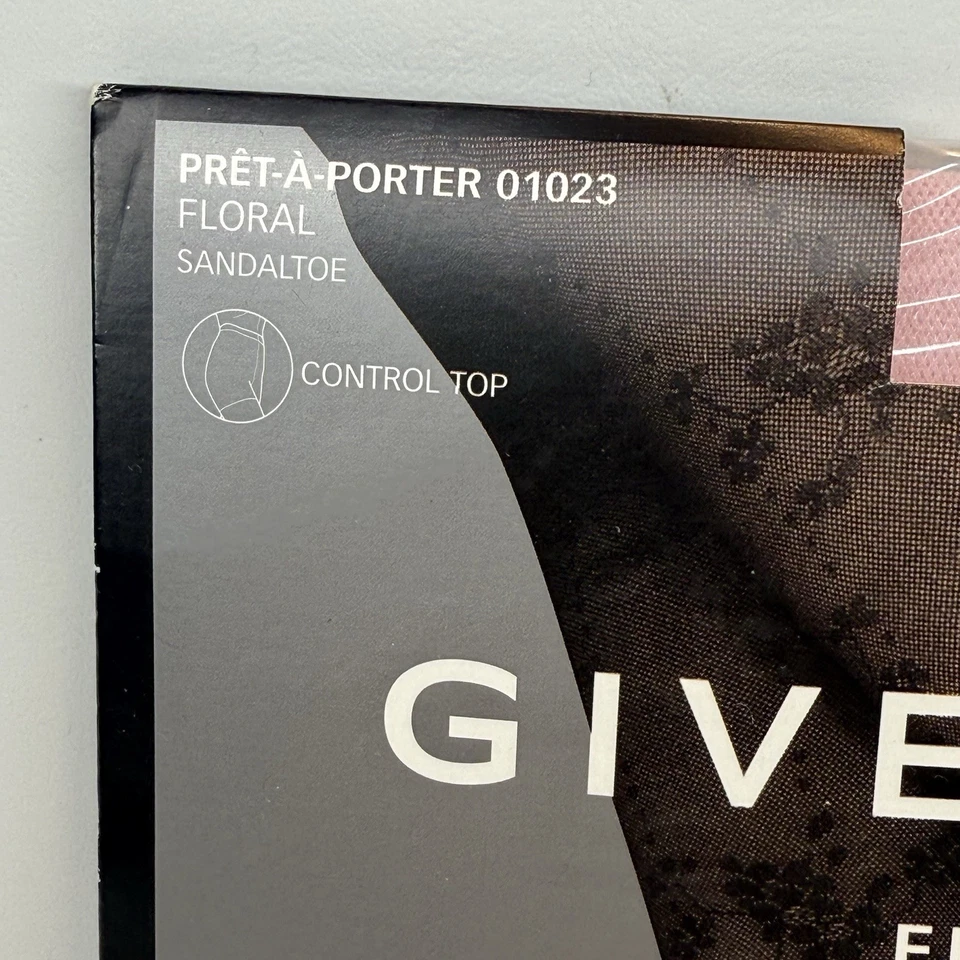 PRÊT-À-PORTER 01023
FLORAL
SANDALTOE
CONTROL TOP
GIVE